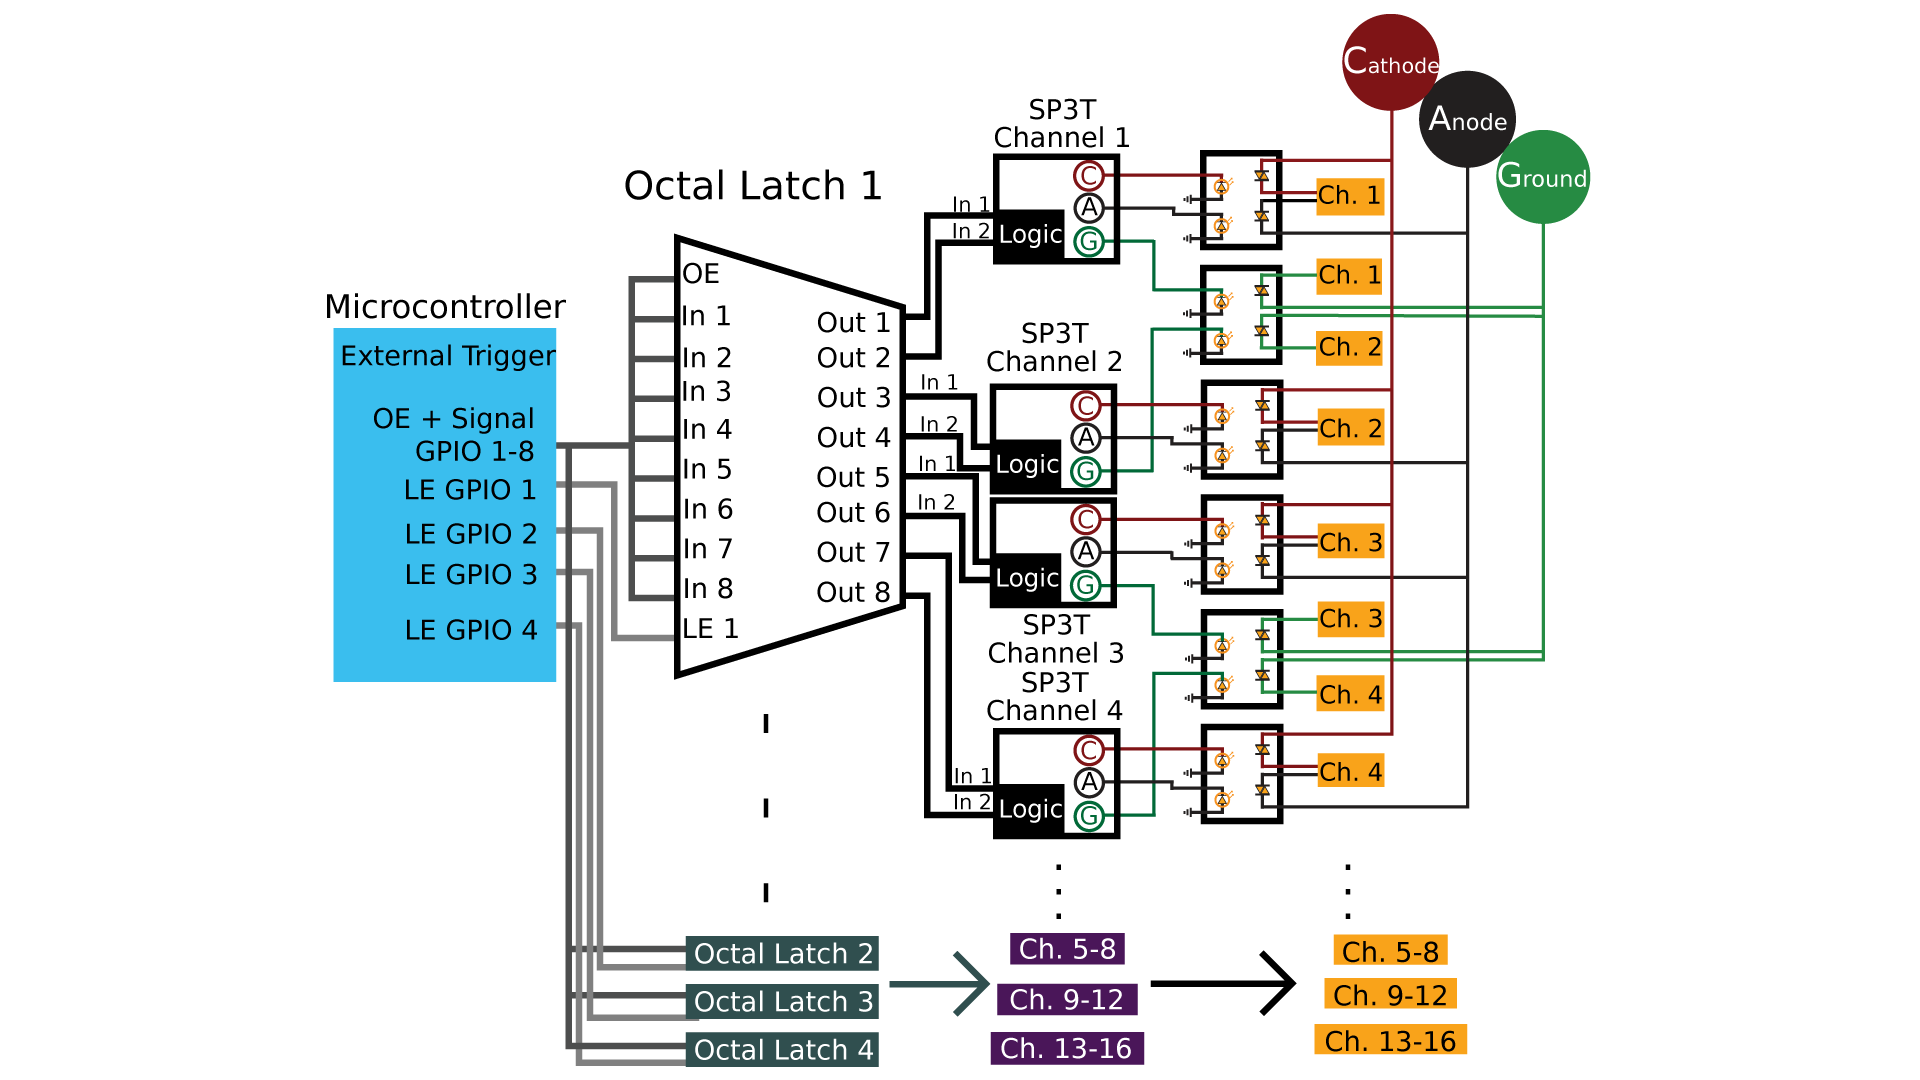 Cathode
Anode
Ground
SP3T
Channel 1
C
A
G
Logic
In 1
In 2
Ch. 1
Octal Latch 1
OE
In 1
In 2
In 3
In 4
In 5
In 6
In 7
In 8
LE 1
Out 1
Out 2
Out 3
Out 4
Out 5
Out 6
Out 7
Out 8
Microcontroller
External Trigger
OE + Signal
GPIO 1-8
LE GPIO 1
LE GPIO 2
LE GPIO 3
LE GPIO 4
Ch. 1
Ch. 2
SP3T
Channel 2
In 1
In 2
C
A
G
Logic
Ch. 2
In 1
In 2
C
A
G
Logic
SP3T
Channel 3
Ch. 3
Ch. 3
Ch. 4
SP3T
Channel 4
In 1
In 2
C
A
G
Logic
Ch. 4
Octal Latch 2
Octal Latch 3
Octal Latch 4
Ch. 5-8
Ch. 9-12
Ch. 13-16
Ch. 5-8
Ch. 9-12
Ch. 13-16